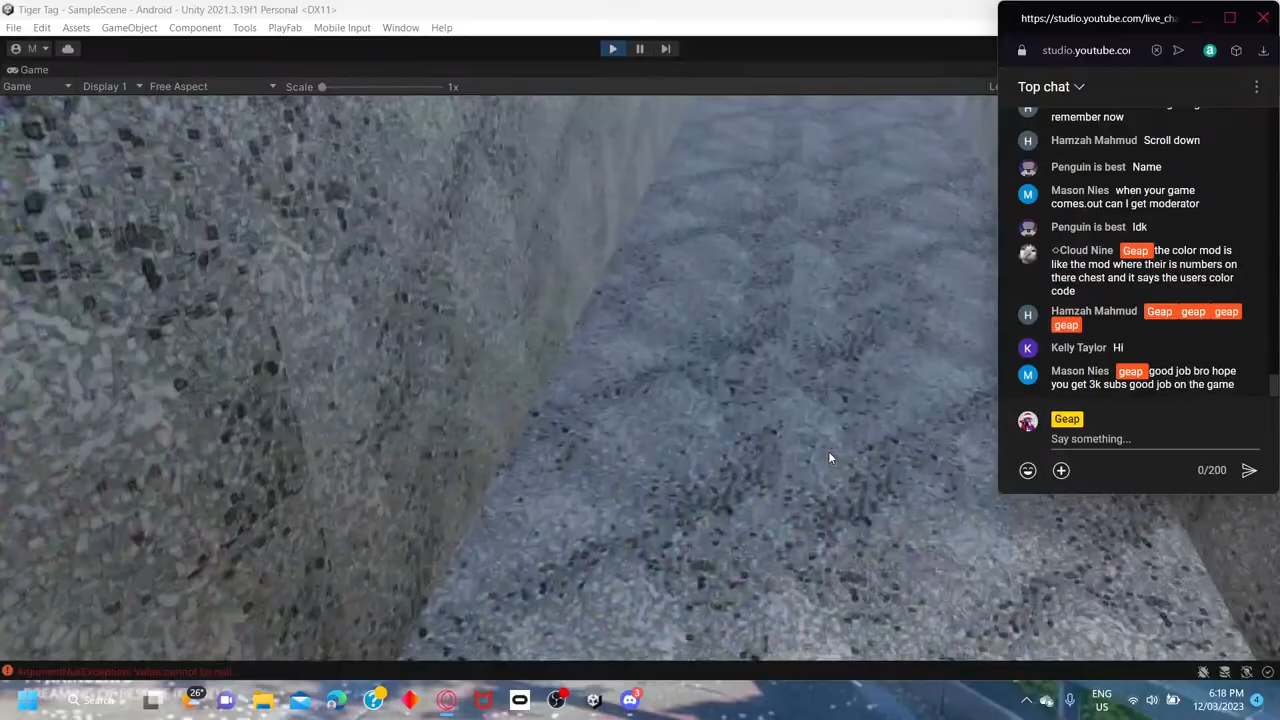 Tiger Tag - SampleScene - Android - Unity 2021.3.19f1 Personal <DX11>
File Edit Assets GameObject Component Tools PlayFab Mobile Input Window Help
M
Game
Game Display 1 Free Aspect Scale 1x
https://studio.youtube.com/live_cha
studio.youtube.co
Top chat
remember now
H Hamzah Mahmud Scroll down
Penguin is best Name
M Mason Nies when your game
comes.out can I get moderator
Penguin is best Idk
◇Cloud Nine Geap the color mod is
like the mod where their is numbers on
there chest and it says the users color
code
H Hamzah Mahmud Geap geap geap
geap
K Kelly Taylor Hi
M Mason Nies geap good job bro hope
you get 3k subs good job on the game
Geap
Say something...
0/200
ArgumentNullException: Value cannot be null.
26°
Search
3
ENG
US
6:18 PM
12/03/2023
4